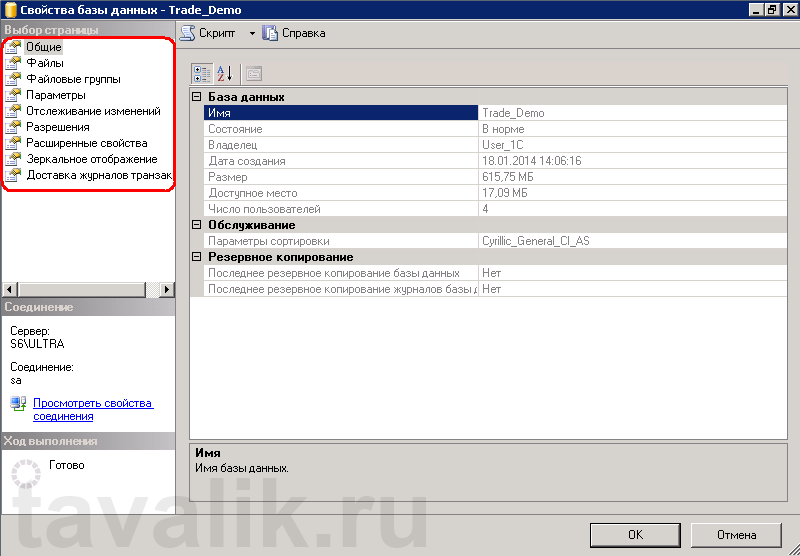 Свойства базы данных - Trade_Demo
Выбор страницы
Общие
Файлы
Файловые группы
Параметры
Отслеживание изменений
Разрешения
Расширенные свойства
Зеркальное отображение
Доставка журналов транзак
Скрипт
Справка
База данных
Имя Trade_Demo
Состояние В норме
Владелец User_1C
Дата создания 18.01.2014 14:06:16
Размер 615,75 МБ
Доступное место 17,09 МБ
Число пользователей 4
Обслуживание
Параметры сортировки Cyrillic_General_CI_AS
Резервное копирование
Последнее резервное копирование базы данных Нет
Последнее резервное копирование журналов базы д Нет
Соединение
Сервер:
S6\ULTRA
Соединение:
sa
Просмотреть свойства
соединения
Ход выполнения
Готово
Имя
Имя базы данных.
tavalik.ru
OK
Отмена